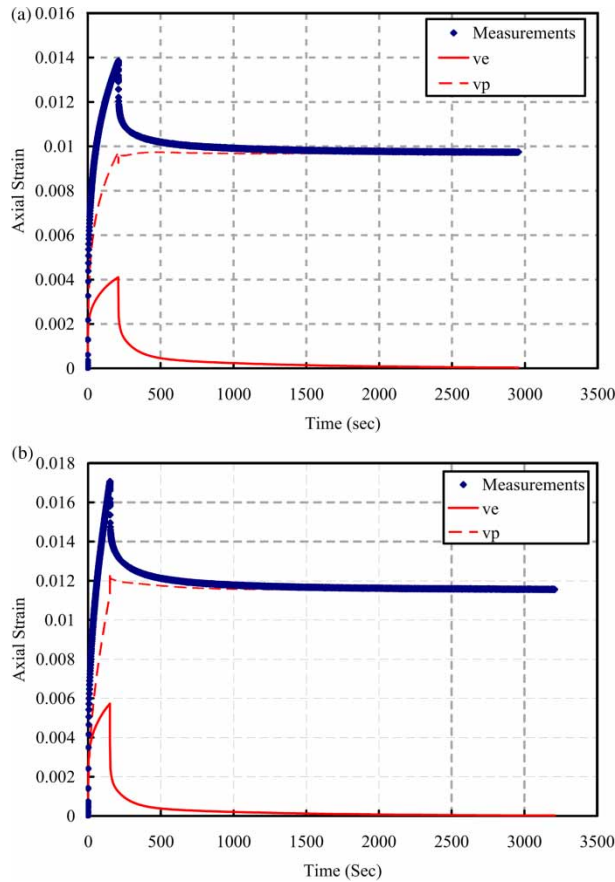 (a)
0.016
0.014
0.012
0.01
0.008
0.006
0.004
0.002
0
Axial Strain
Measurements
ve
vp
0 500 1000 1500 2000 2500 3000 3500
Time (sec)
(b)
0.018
0.016
0.014
0.012
0.01
0.008
0.006
0.004
0.002
0
Axial Strain
Measurements
ve
vp
0 500 1000 1500 2000 2500 3000 3500
Time (Sec)